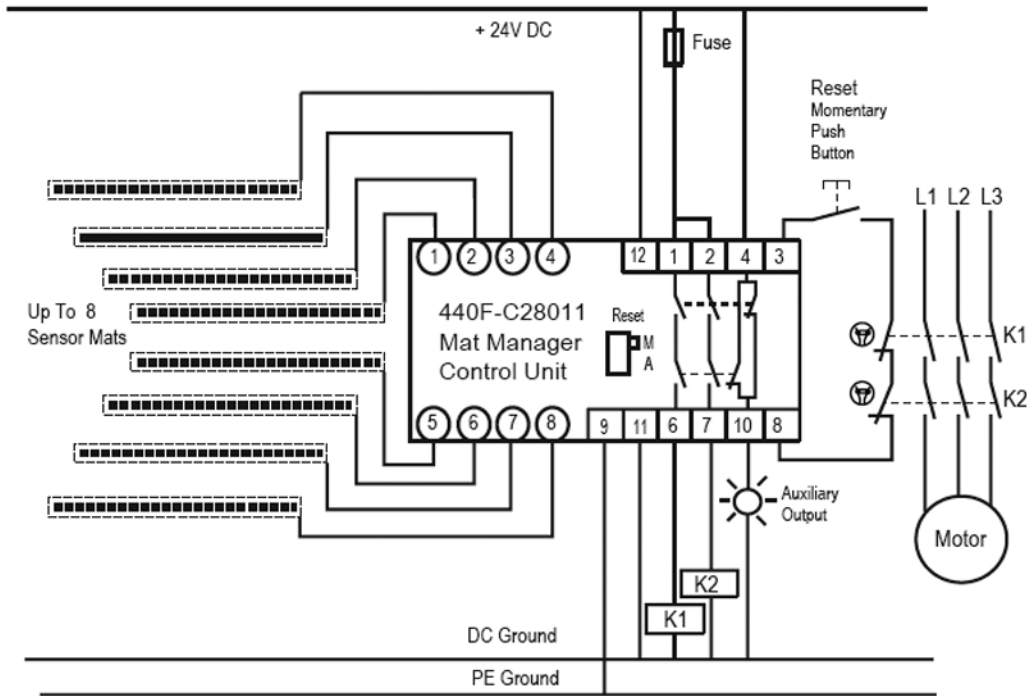 + 24V DC
Fuse
Reset
Momentary
Push
Button
L1 L2 L3
1 2 3 4
12 1 2 4 3
Up To 8
Sensor Mats
440F-C28011
Mat Manager
Control Unit
Reset
M
A
K1
K2
5 6 7 8
9 11 6 7 10 8
Auxiliary
Output
Motor
K2
K1
DC Ground
PE Ground